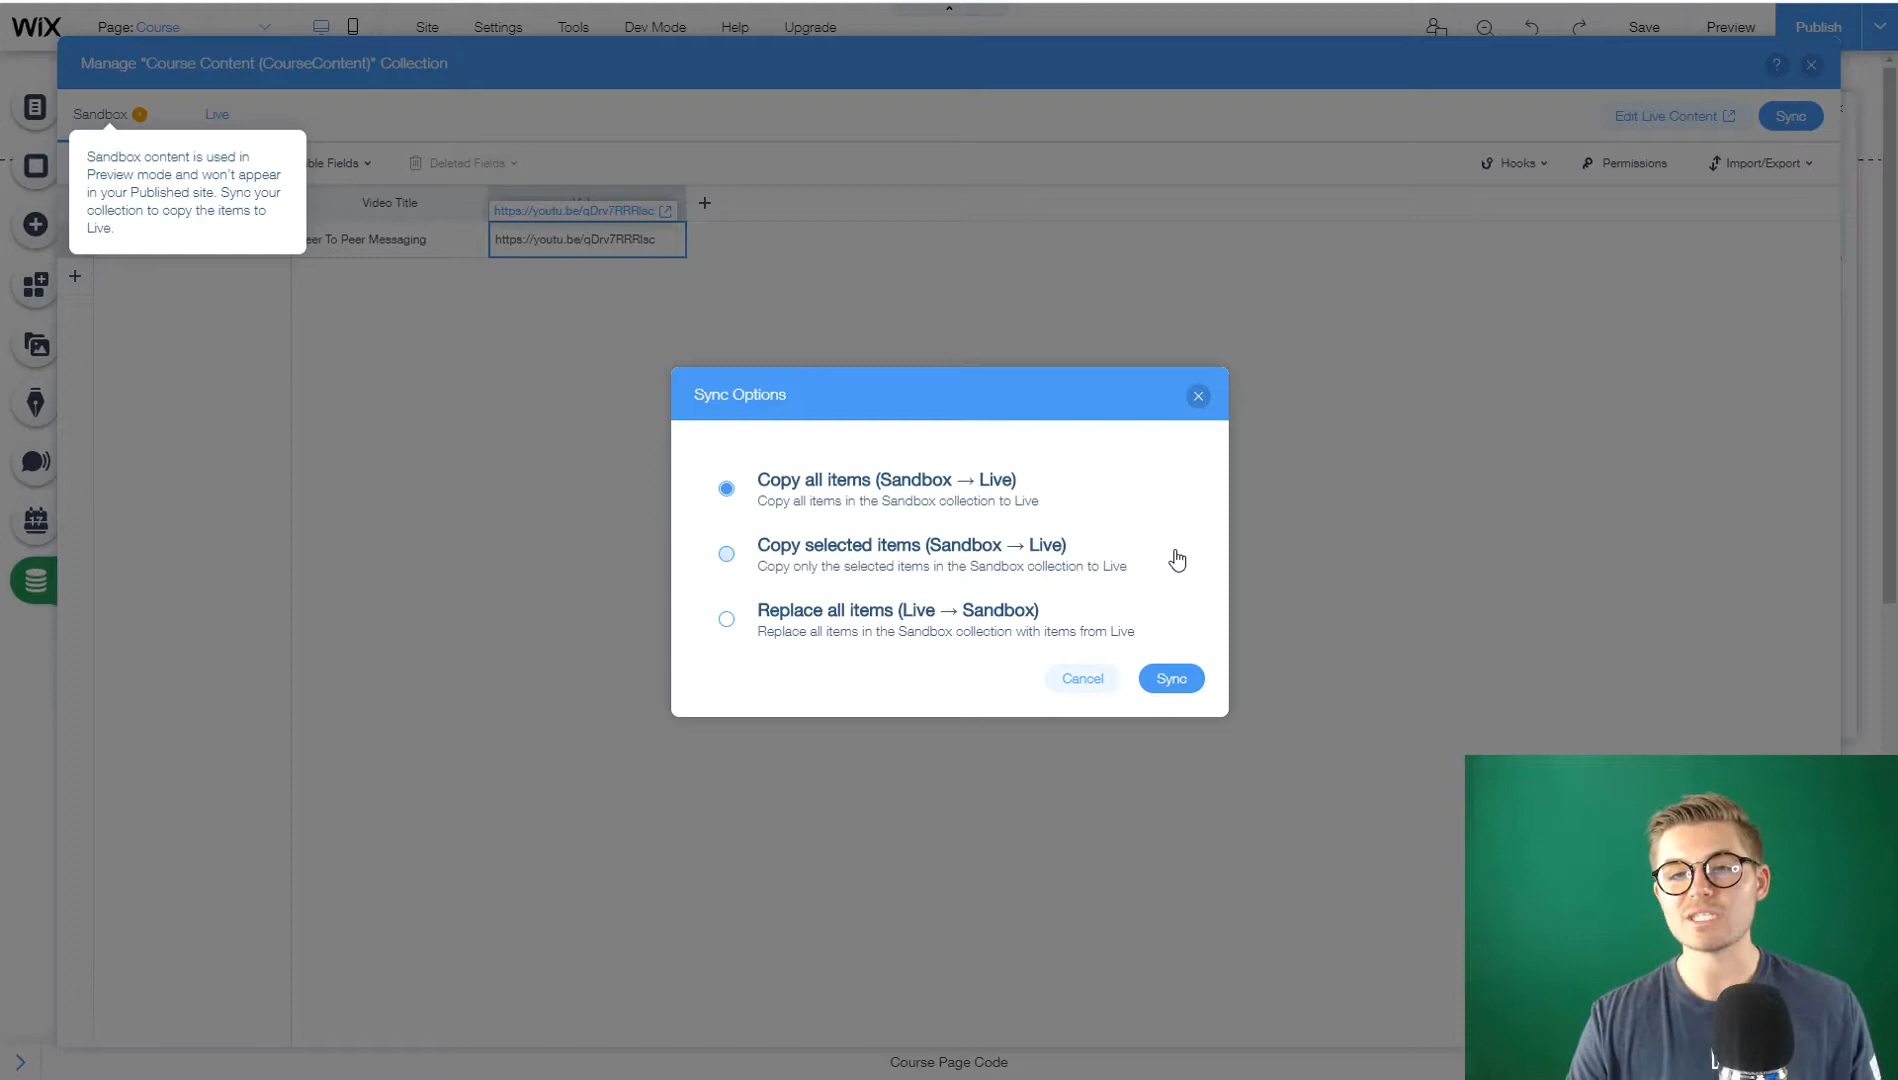 WIX Page: Course Site Settings Tools Dev Mode Help Upgrade Save Preview Publish
Manage "Course Content (CourseContent)" Collection ?
Sandbox Live Edit Live Content Sync
Sandbox content is used in
Preview mode and won't appear
in your Published site. Sync your
collection to copy the items to
Live.
Fields Deleted Fields Hooks Permissions Import/Export
Video Title
https://youtu.be/qDrv7RRRlsc
To Peer Messaging https://youtu.be/qDrv7RRRlsc
Sync Options
Copy all items (Sandbox → Live)
Copy all items in the Sandbox collection to Live
Copy selected items (Sandbox → Live)
Copy only the selected items in the Sandbox collection to Live
Replace all items (Live → Sandbox)
Replace all items in the Sandbox collection with items from Live
Cancel Sync
17
Course Page Code